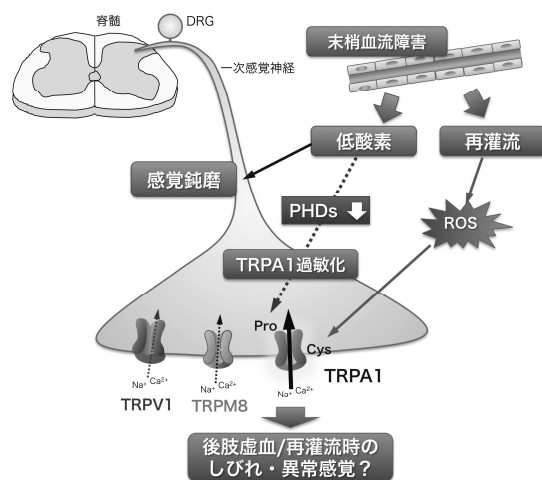 脊髄
DRG
一次感覚神経
末梢血流障害
低酸素
再灌流
感覚鈍磨
PHDs
ROS
TRPA1過敏化
Pro
Cys
Na⁺ Ca²⁺
TRPV1
Na⁺ Ca²⁺
TRPM8
Na⁺ Ca²⁺
TRPA1
後肢虚血/再灌流時の
しびれ・異常感覚？